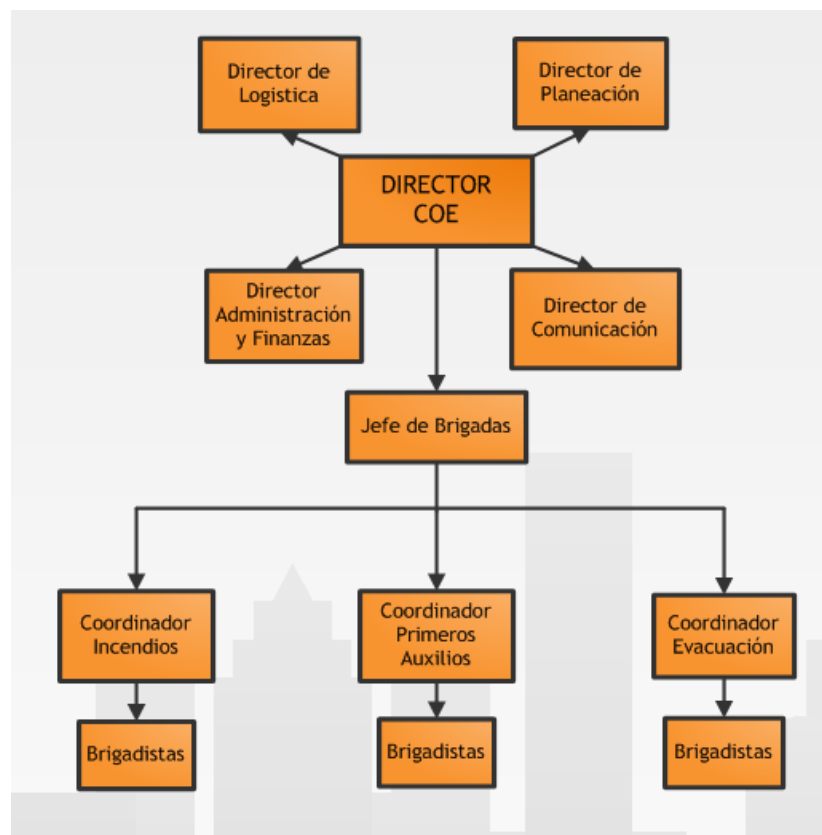 Director de
Logistica
Director de
Planeación
DIRECTOR
COE
Director
Administración
y Finanzas
Director de
Comunicación
Jefe de Brigadas
Coordinador
Incendios
Coordinador
Primeros
Auxilios
Coordinador
Evacuación
Brigadistas
Brigadistas
Brigadistas